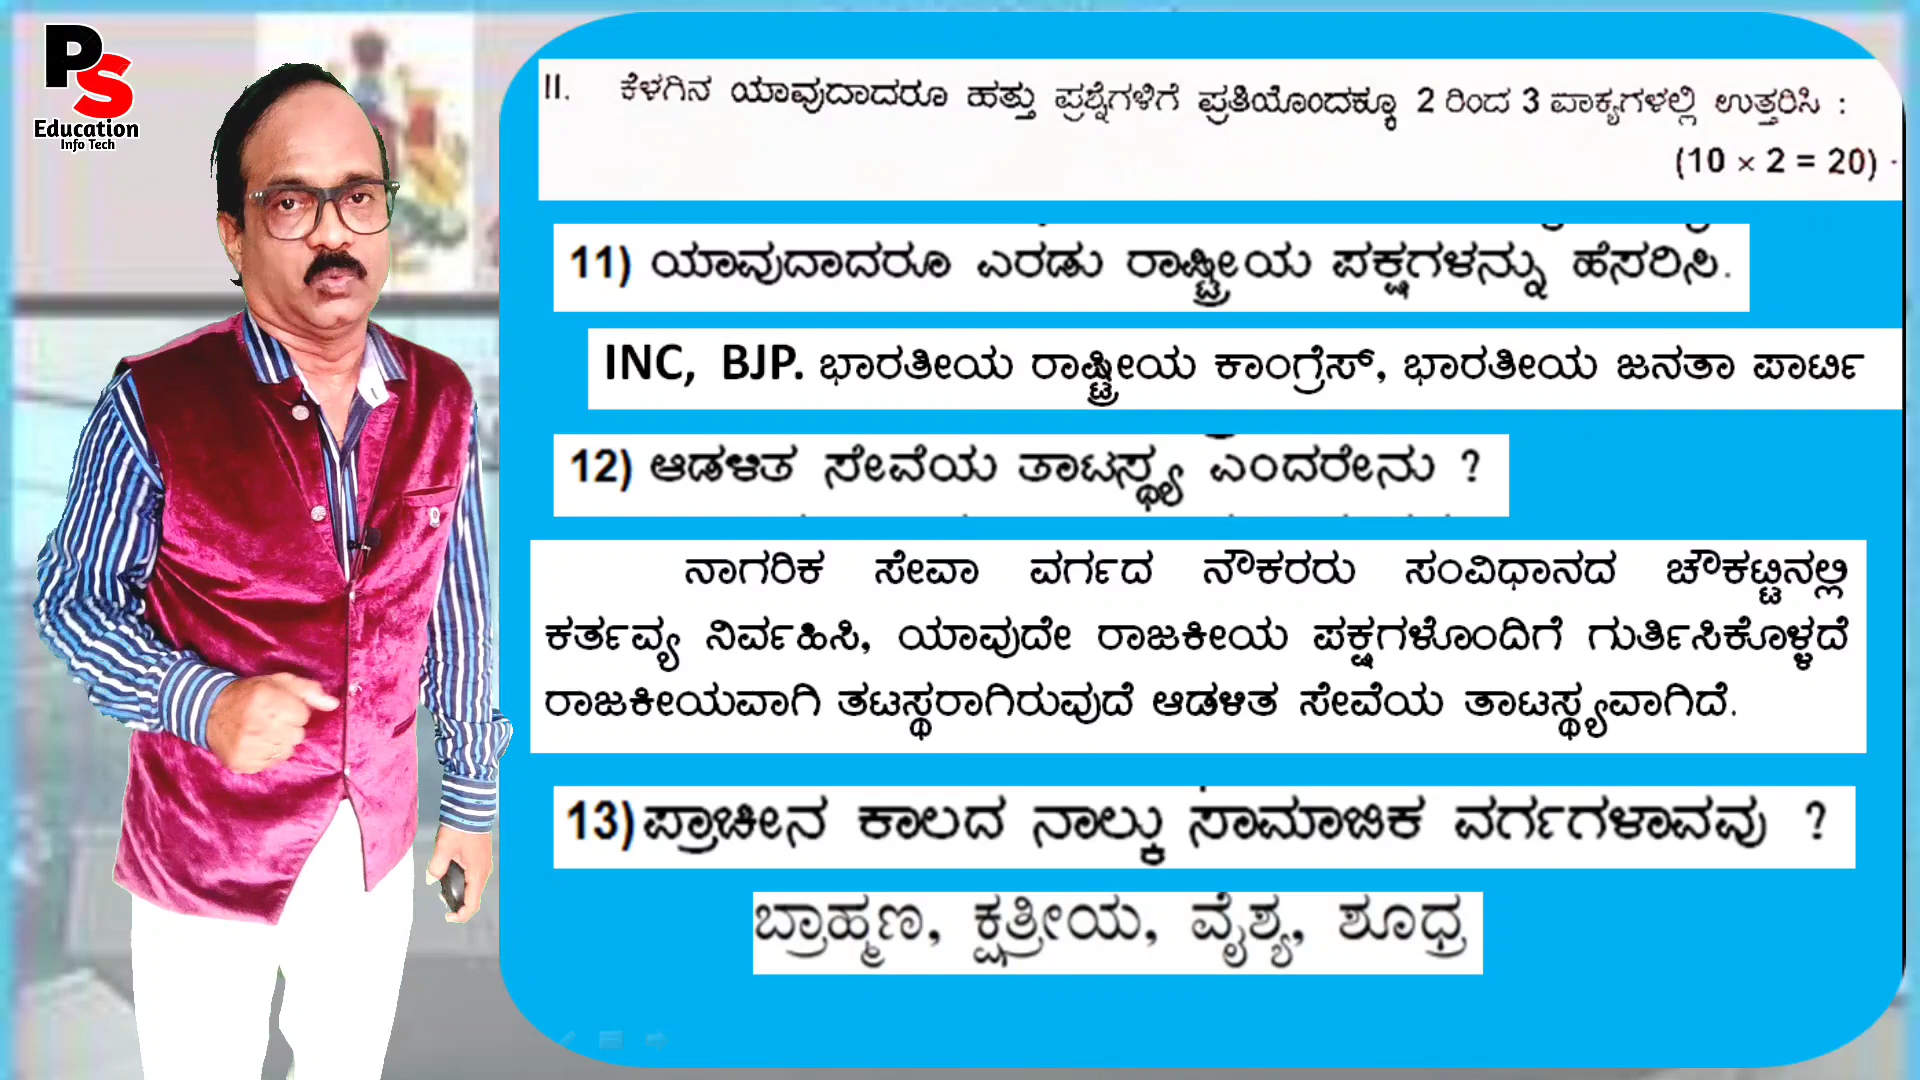 PS
Education
Info Tech
II. ಕೆಳಗಿನ ಯಾವುದಾದರೂ ಹತ್ತು ಪ್ರಶ್ನೆಗಳಿಗೆ ಪ್ರತಿಯೊಂದಕ್ಕೂ 2 ರಿಂದ 3 ವಾಕ್ಯಗಳಲ್ಲಿ ಉತ್ತರಿಸಿ :
(10 × 2 = 20)
11) ಯಾವುದಾದರೂ ಎರಡು ರಾಷ್ಟ್ರೀಯ ಪಕ್ಷಗಳನ್ನು ಹೆಸರಿಸಿ.
INC, BJP. ಭಾರತೀಯ ರಾಷ್ಟ್ರೀಯ ಕಾಂಗ್ರೆಸ್, ಭಾರತೀಯ ಜನತಾ ಪಾರ್ಟಿ
12) ಆಡಳಿತ ಸೇವೆಯ ತಾಟಸ್ಥ್ಯ ಎಂದರೇನು ?
ನಾಗರಿಕ ಸೇವಾ ವರ್ಗದ ನೌಕರರು ಸಂವಿಧಾನದ ಚೌಕಟ್ಟಿನಲ್ಲಿ
ಕರ್ತವ್ಯ ನಿರ್ವಹಿಸಿ, ಯಾವುದೇ ರಾಜಕೀಯ ಪಕ್ಷಗಳೊಂದಿಗೆ ಗುರ್ತಿಸಿಕೊಳ್ಳದೆ
ರಾಜಕೀಯವಾಗಿ ತಟಸ್ಥರಾಗಿರುವುದೆ ಆಡಳಿತ ಸೇವೆಯ ತಾಟಸ್ಥ್ಯವಾಗಿದೆ.
13) ಪ್ರಾಚೀನ ಕಾಲದ ನಾಲ್ಕು ಸಾಮಾಜಿಕ ವರ್ಗಗಳಾವವು ?
ಬ್ರಾಹ್ಮಣ, ಕ್ಷತ್ರೀಯ, ವೈಶ್ಯ, ಶೂಧ್ರ